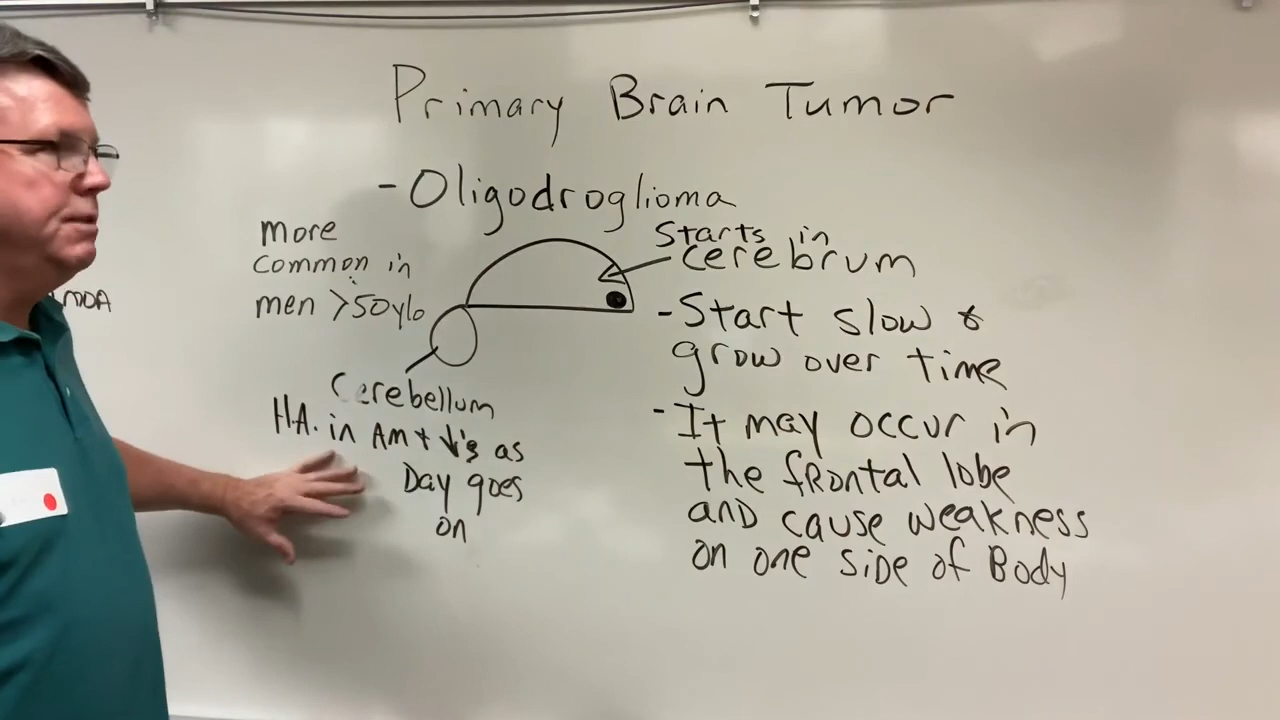 Primary Brain Tumor
- Oligodroglioma
more
common in
men >50ylo
Starts in
cerebrum
Cerebellum
HA. in AM + ↓'s as
Day goes
on
- Start slow &
grow over time
- It may occur in
the frontal lobe
and cause weakness
on one side of Body